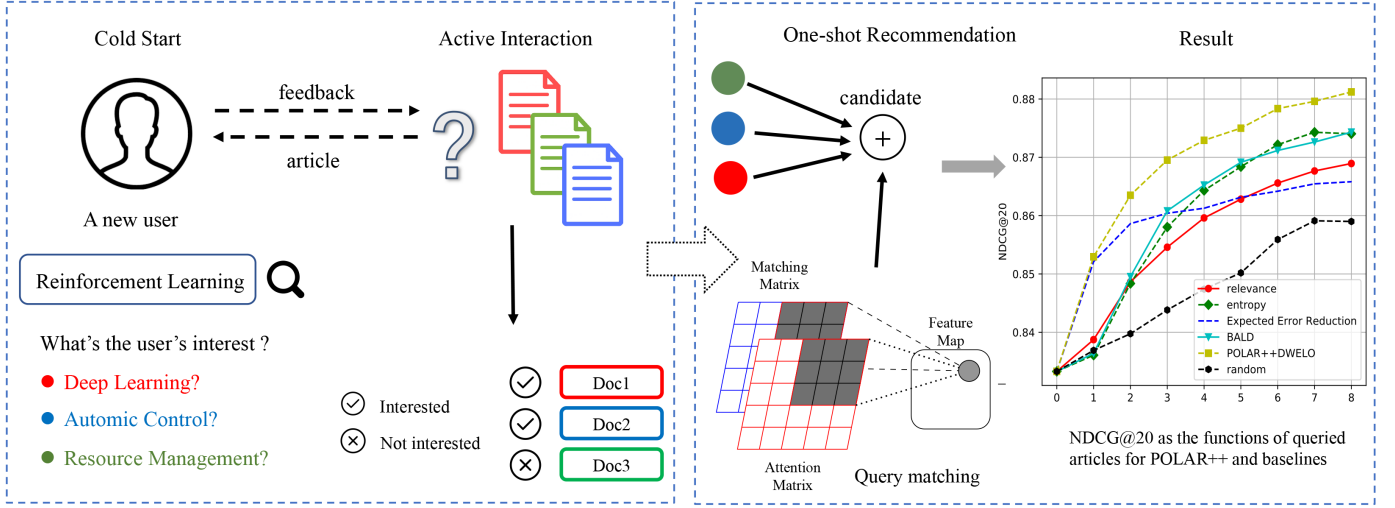 Cold Start
Active Interaction
feedback
article
?
A new user
Reinforcement Learning
What's the user's interest ?
Deep Learning?
Automic Control?
Resource Management?
Interested
Not interested
Doc1
Doc2
Doc3
One-shot Recommendation
candidate
+
Matching
Matrix
Feature
Map
Attention
Matrix
Query matching
Result
NDCG@20
0.88
0.87
0.86
0.85
0.84
0 1 2 3 4 5 6 7 8
relevance
entropy
Expected Error Reduction
BALD
POLAR++DWELO
random
NDCG@20 as the functions of queried
articles for POLAR++ and baselines